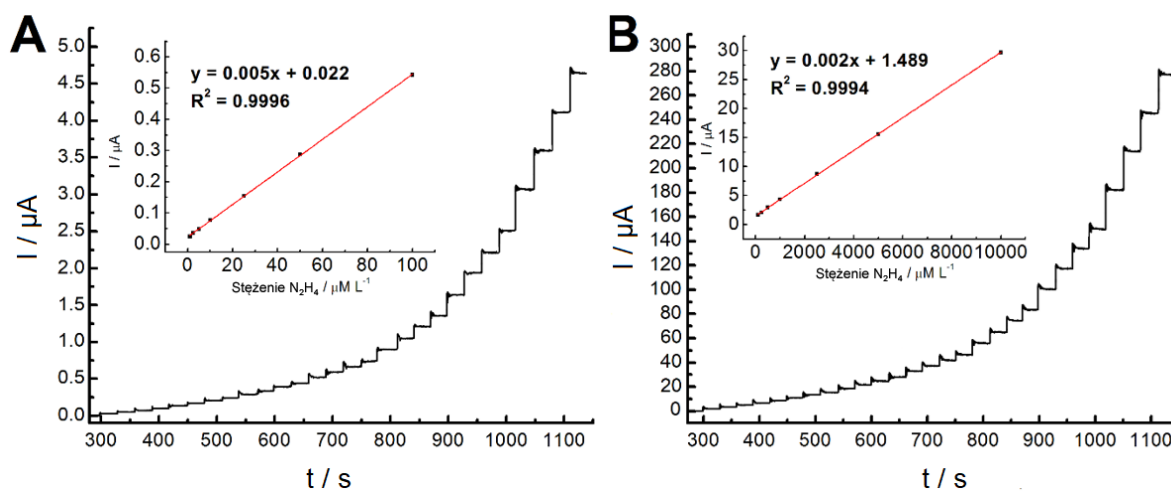 A
I / µA
5.0
4.5
4.0
3.5
3.0
2.5
2.0
1.5
1.0
0.5
0.0
300 400 500 600 700 800 900 1000 1100
t / s
y = 0.005x + 0.022
R² = 0.9996
I / µA
0.6
0.5
0.4
0.3
0.2
0.1
0.0
0 20 40 60 80 100
Stężenie N₂H₄ / µM L⁻¹
B
I / µA
300
280
260
240
220
200
180
160
140
120
100
80
60
40
20
0
300 400 500 600 700 800 900 1000 1100
t / s
y = 0.002x + 1.489
R² = 0.9994
I / µA
30
25
20
15
10
5
0
0 2000 4000 6000 8000 10000
Stężenie N₂H₄ / µM L⁻¹